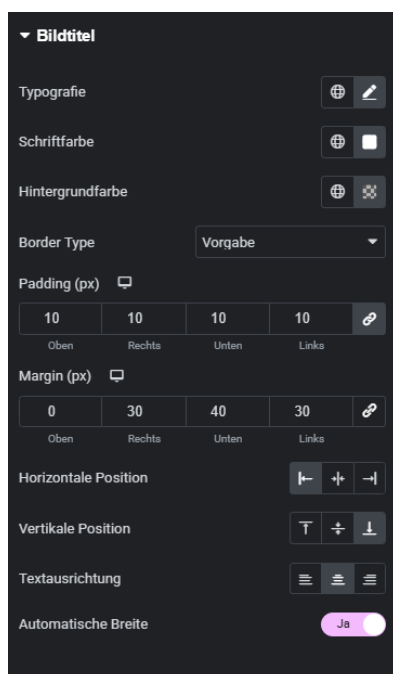 Bildtitel
Typografie
Schriftfarbe
Hintergrundfarbe
Border Type Vorgabe
Padding (px)
10 10 10 10
Oben Rechts Unten Links
Margin (px)
0 30 40 30
Oben Rechts Unten Links
Horizontale Position
Vertikale Position
Textausrichtung
Automatische Breite Ja